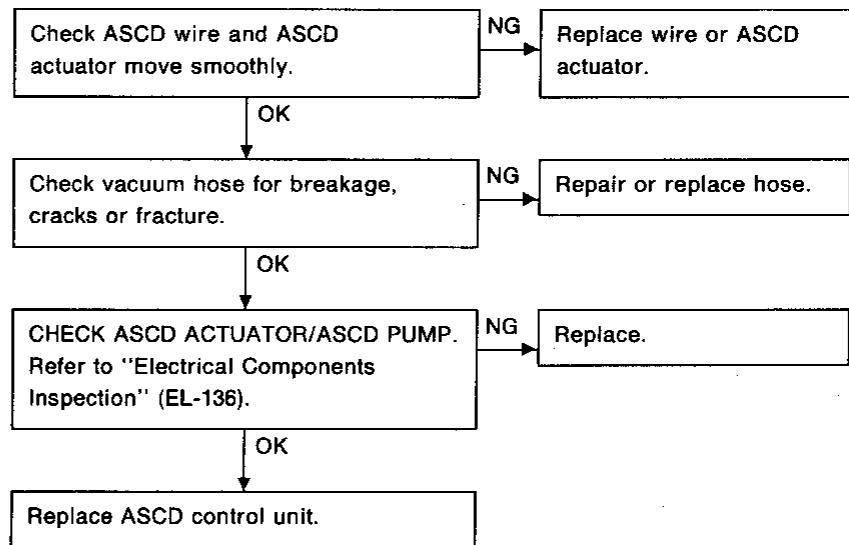 Check ASCD wire and ASCD
actuator move smoothly.
NG
Replace wire or ASCD
actuator.
OK
Check vacuum hose for breakage,
cracks or fracture.
NG
Repair or replace hose.
OK
CHECK ASCD ACTUATOR/ASCD PUMP.
Refer to "Electrical Components
Inspection" (EL-136).
NG
Replace.
OK
Replace ASCD control unit.